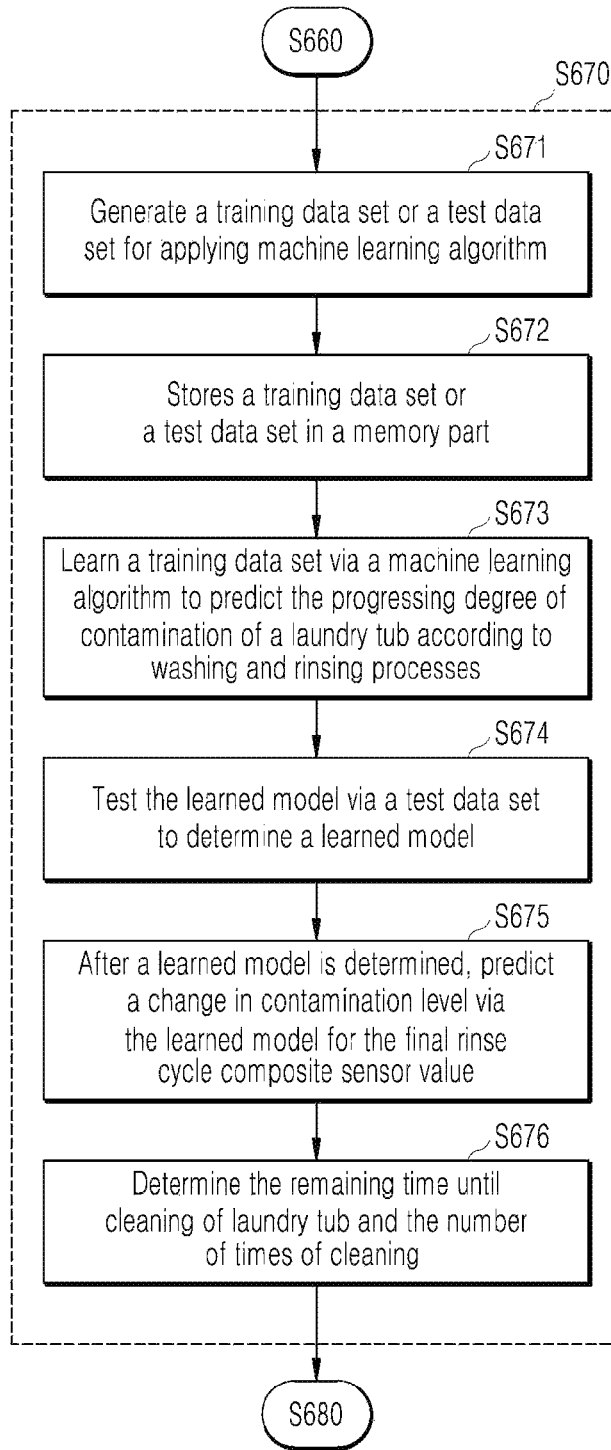 S660
S670
S671
Generate a training data set or a test data
set for applying machine learning algorithm
S672
Stores a training data set or
a test data set in a memory part
S673
Learn a training data set via a machine learning
algorithm to predict the progressing degree of
contamination of a laundry tub according to
washing and rinsing processes
S674
Test the learned model via a test data set
to determine a learned model
S675
After a learned model is determined, predict
a change in contamination level via
the learned model for the final rinse
cycle composite sensor value
S676
Determine the remaining time until
cleaning of laundry tub and the number
of times of cleaning
S680